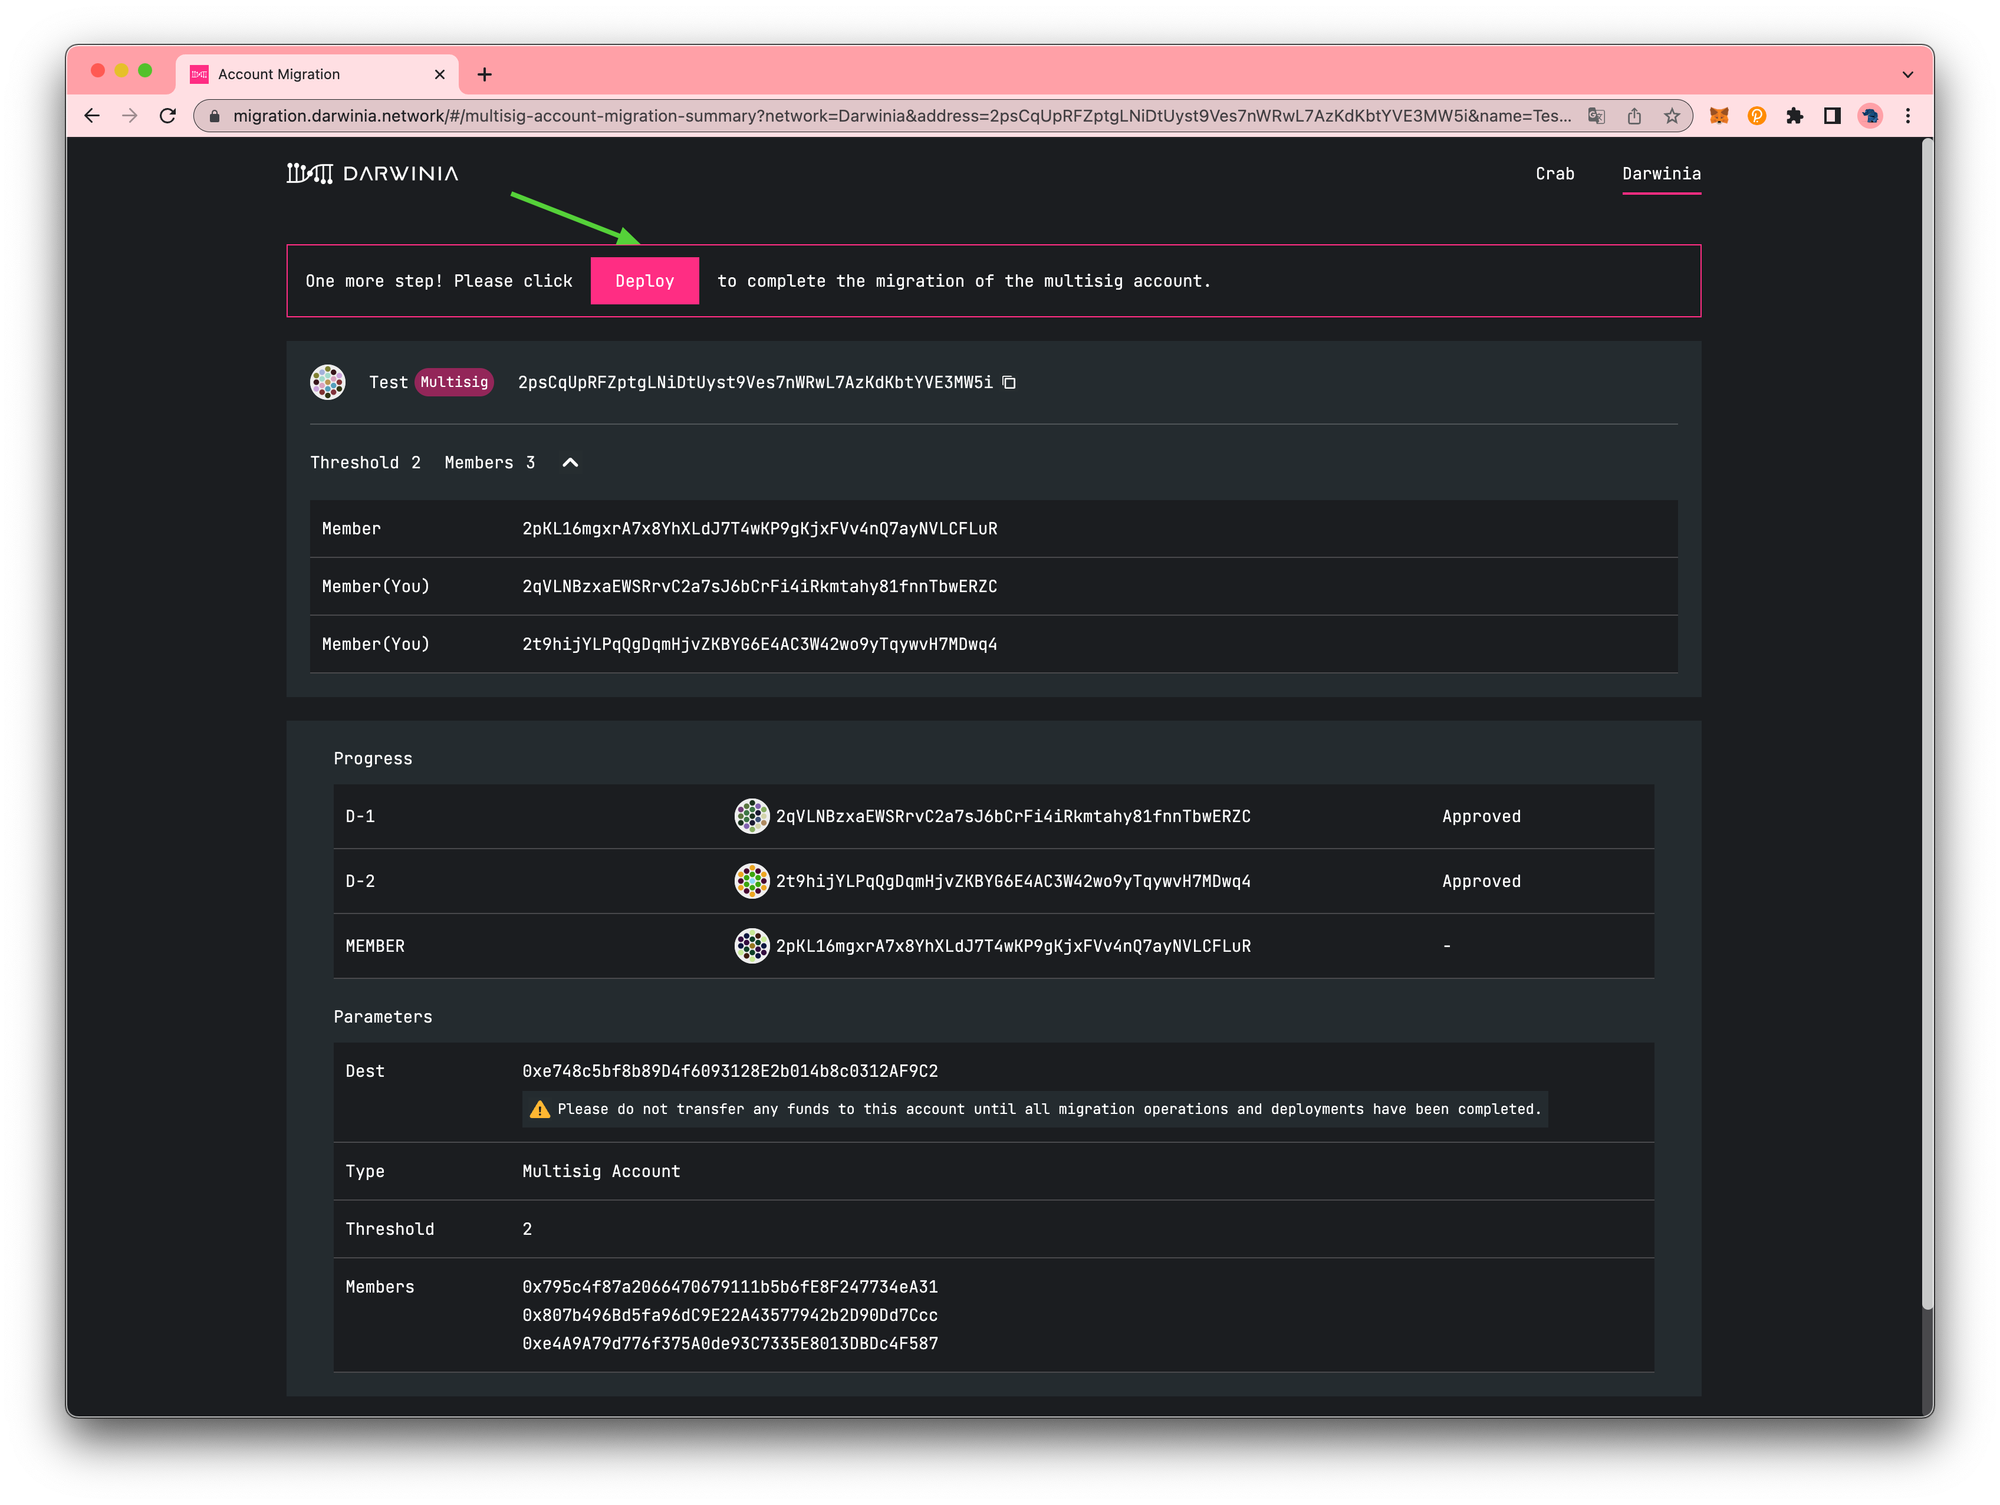 Account Migration
migration.darwinia.network/#/multisig-account-migration-summary?network=Darwinia&address=2psCqUpRFZptgLNiDtUyst9Ves7nWRwL7AzKdKbtYVE3MW5i&name=Tes...
DARWINIA
Crab
Darwinia
One more step! Please click Deploy to complete the migration of the multisig account.
Test Multisig 2psCqUpRFZptgLNiDtUyst9Ves7nWRwL7AzKdKbtYVE3MW5i
Threshold 2 Members 3
Member 2pKL16mgxrA7x8YhXLdJ7T4wKP9gKjxFVv4nQ7ayNVLCFLuR
Member(You) 2qVLNBzxaEWSRrvC2a7sJ6bCrFi4iRkmtahy81fnnTbwERZC
Member(You) 2t9hijYLPqQgDqmHjvZKBYG6E4AC3W42wo9yTqywvH7MDwq4
Progress
D-1 2qVLNBzxaEWSRrvC2a7sJ6bCrFi4iRkmtahy81fnnTbwERZC Approved
D-2 2t9hijYLPqQgDqmHjvZKBYG6E4AC3W42wo9yTqywvH7MDwq4 Approved
MEMBER 2pKL16mgxrA7x8YhXLdJ7T4wKP9gKjxFVv4nQ7ayNVLCFLuR -
Parameters
Dest 0xe748c5bf8b89D4f6093128E2b014b8c0312AF9C2
Please do not transfer any funds to this account until all migration operations and deployments have been completed.
Type Multisig Account
Threshold 2
Members 0x795c4f87a2066470679111b5b6fE8F247734eA31
0x807b496Bd5fa96dC9E22A43577942b2D90Dd7Ccc
0xe4A9A79d776f375A0de93C7335E8013DBDc4F587